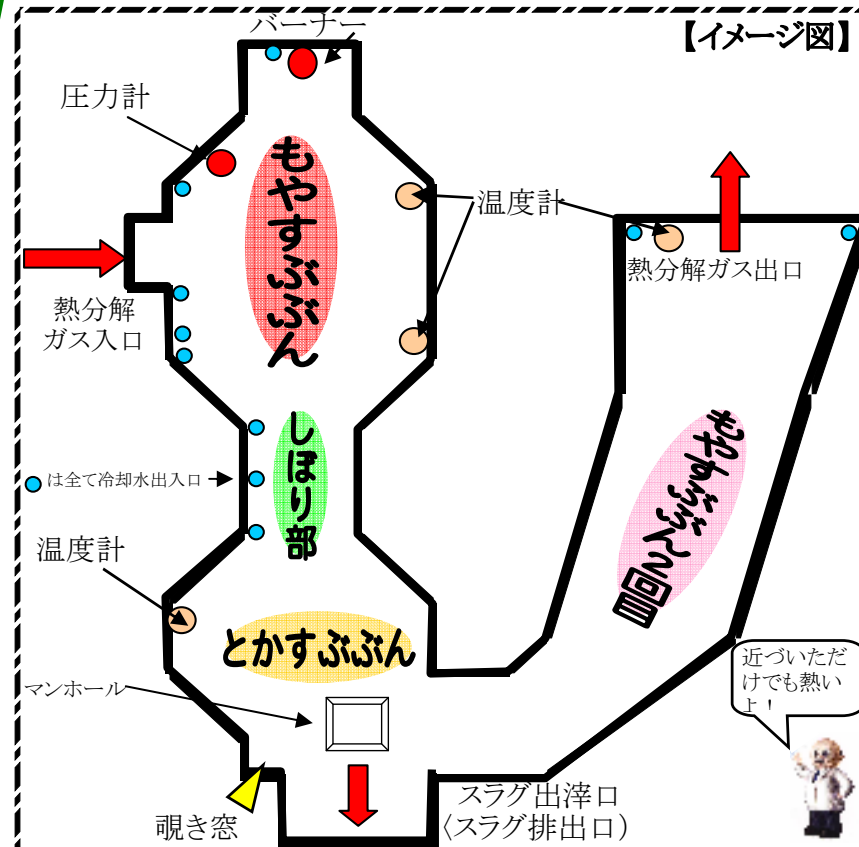 【イメージ図】
バーナー
圧力計
もやすぶぶん
温度計
熱分解
ガス入口
熱分解ガス出口
しぼり部
もやすぶぶん2回目
は全て冷却水出入口
温度計
とかすぶぶん
マンホール
近づいただ
けでも熱い
よ！
覗き窓
スラグ出滓口
（スラグ排出口）